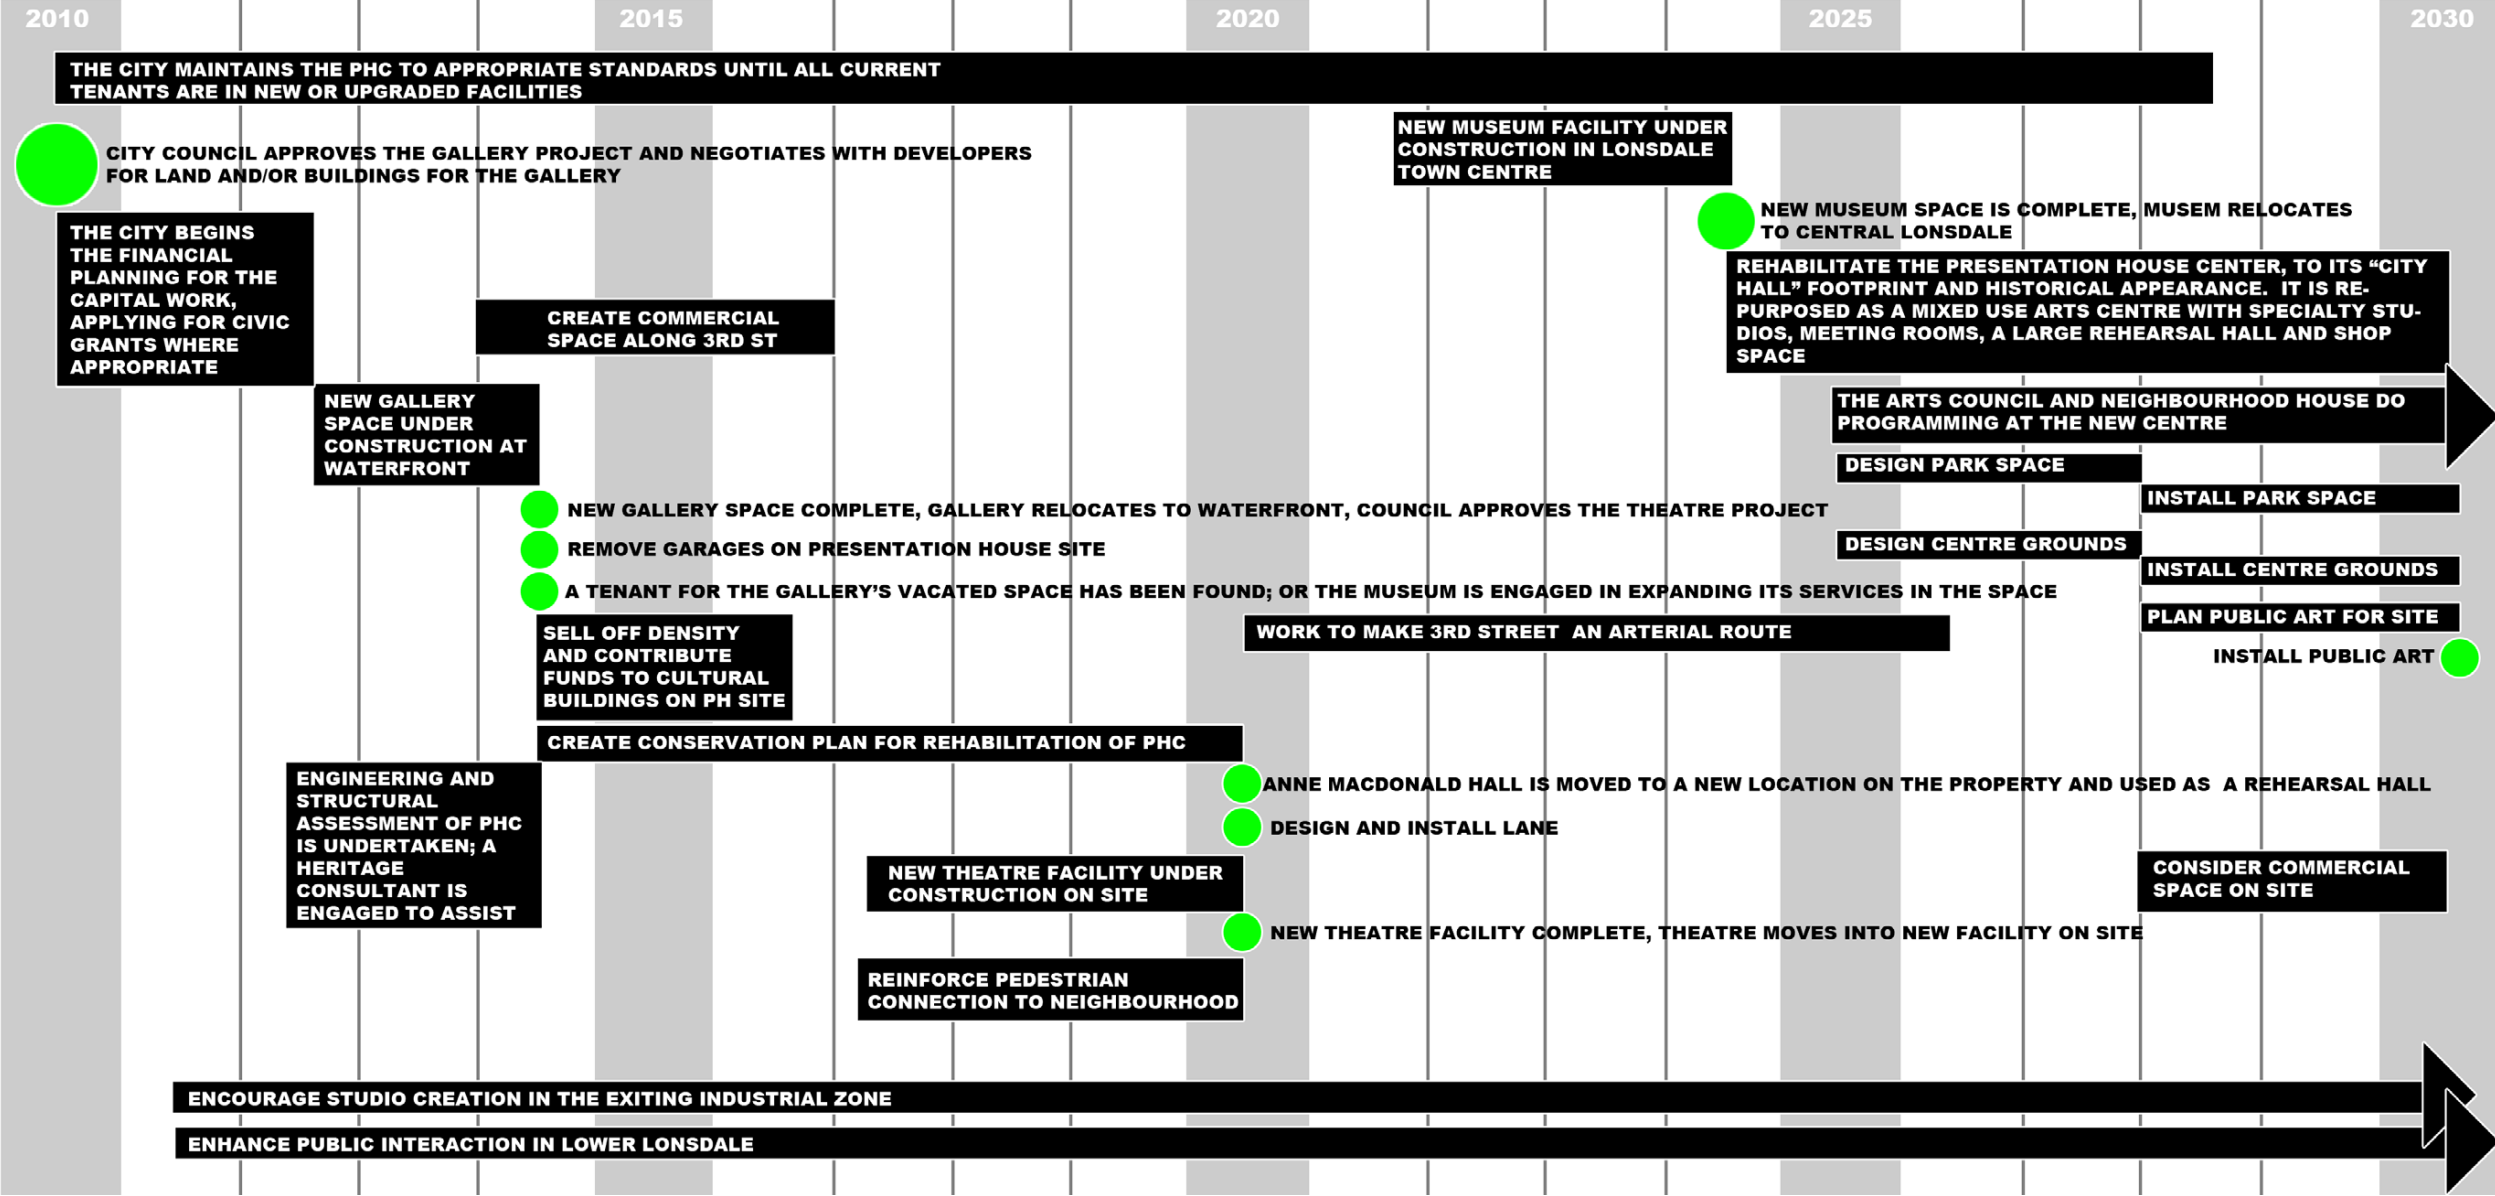 2010
2015
2020
2025
2030
THE CITY MAINTAINS THE PHC TO APPROPRIATE STANDARDS UNTIL ALL CURRENT
TENANTS ARE IN NEW OR UPGRADED FACILITIES
NEW MUSEUM FACILITY UNDER
CONSTRUCTION IN LONSDALE
TOWN CENTRE
CITY COUNCIL APPROVES THE GALLERY PROJECT AND NEGOTIATES WITH DEVELOPERS
FOR LAND AND/OR BUILDINGS FOR THE GALLERY
NEW MUSEUM SPACE IS COMPLETE, MUSEM RELOCATES
TO CENTRAL LONSDALE
THE CITY BEGINS
THE FINANCIAL
PLANNING FOR THE
CAPITAL WORK,
APPLYING FOR CIVIC
GRANTS WHERE
APPROPRIATE
REHABILITATE THE PRESENTATION HOUSE CENTER, TO ITS “CITY
HALL” FOOTPRINT AND HISTORICAL APPEARANCE.  IT IS RE-
PURPOSED AS A MIXED USE ARTS CENTRE WITH SPECIALTY STU-
DIOS, MEETING ROOMS, A LARGE REHEARSAL HALL AND SHOP
SPACE
CREATE COMMERCIAL
SPACE ALONG 3RD ST
NEW GALLERY
SPACE UNDER
CONSTRUCTION AT
WATERFRONT
THE ARTS COUNCIL AND NEIGHBOURHOOD HOUSE DO
PROGRAMMING AT THE NEW CENTRE
DESIGN PARK SPACE
INSTALL PARK SPACE
NEW GALLERY SPACE COMPLETE, GALLERY RELOCATES TO WATERFRONT, COUNCIL APPROVES THE THEATRE PROJECT
REMOVE GARAGES ON PRESENTATION HOUSE SITE
DESIGN CENTRE GROUNDS
INSTALL CENTRE GROUNDS
A TENANT FOR THE GALLERY’S VACATED SPACE HAS BEEN FOUND; OR THE MUSEUM IS ENGAGED IN EXPANDING ITS SERVICES IN THE SPACE
PLAN PUBLIC ART FOR SITE
SELL OFF DENSITY
AND CONTRIBUTE
FUNDS TO CULTURAL
BUILDINGS ON PH SITE
WORK TO MAKE 3RD STREET  AN ARTERIAL ROUTE
INSTALL PUBLIC ART
CREATE CONSERVATION PLAN FOR REHABILITATION OF PHC
ENGINEERING AND
STRUCTURAL
ASSESSMENT OF PHC
IS UNDERTAKEN; A
HERITAGE
CONSULTANT IS
ENGAGED TO ASSIST
ANNE MACDONALD HALL IS MOVED TO A NEW LOCATION ON THE PROPERTY AND USED AS  A REHEARSAL HALL
DESIGN AND INSTALL LANE
NEW THEATRE FACILITY UNDER
CONSTRUCTION ON SITE
CONSIDER COMMERCIAL
SPACE ON SITE
NEW THEATRE FACILITY COMPLETE, THEATRE MOVES INTO NEW FACILITY ON SITE
REINFORCE PEDESTRIAN
CONNECTION TO NEIGHBOURHOOD
ENCOURAGE STUDIO CREATION IN THE EXITING INDUSTRIAL ZONE
ENHANCE PUBLIC INTERACTION IN LOWER LONSDALE